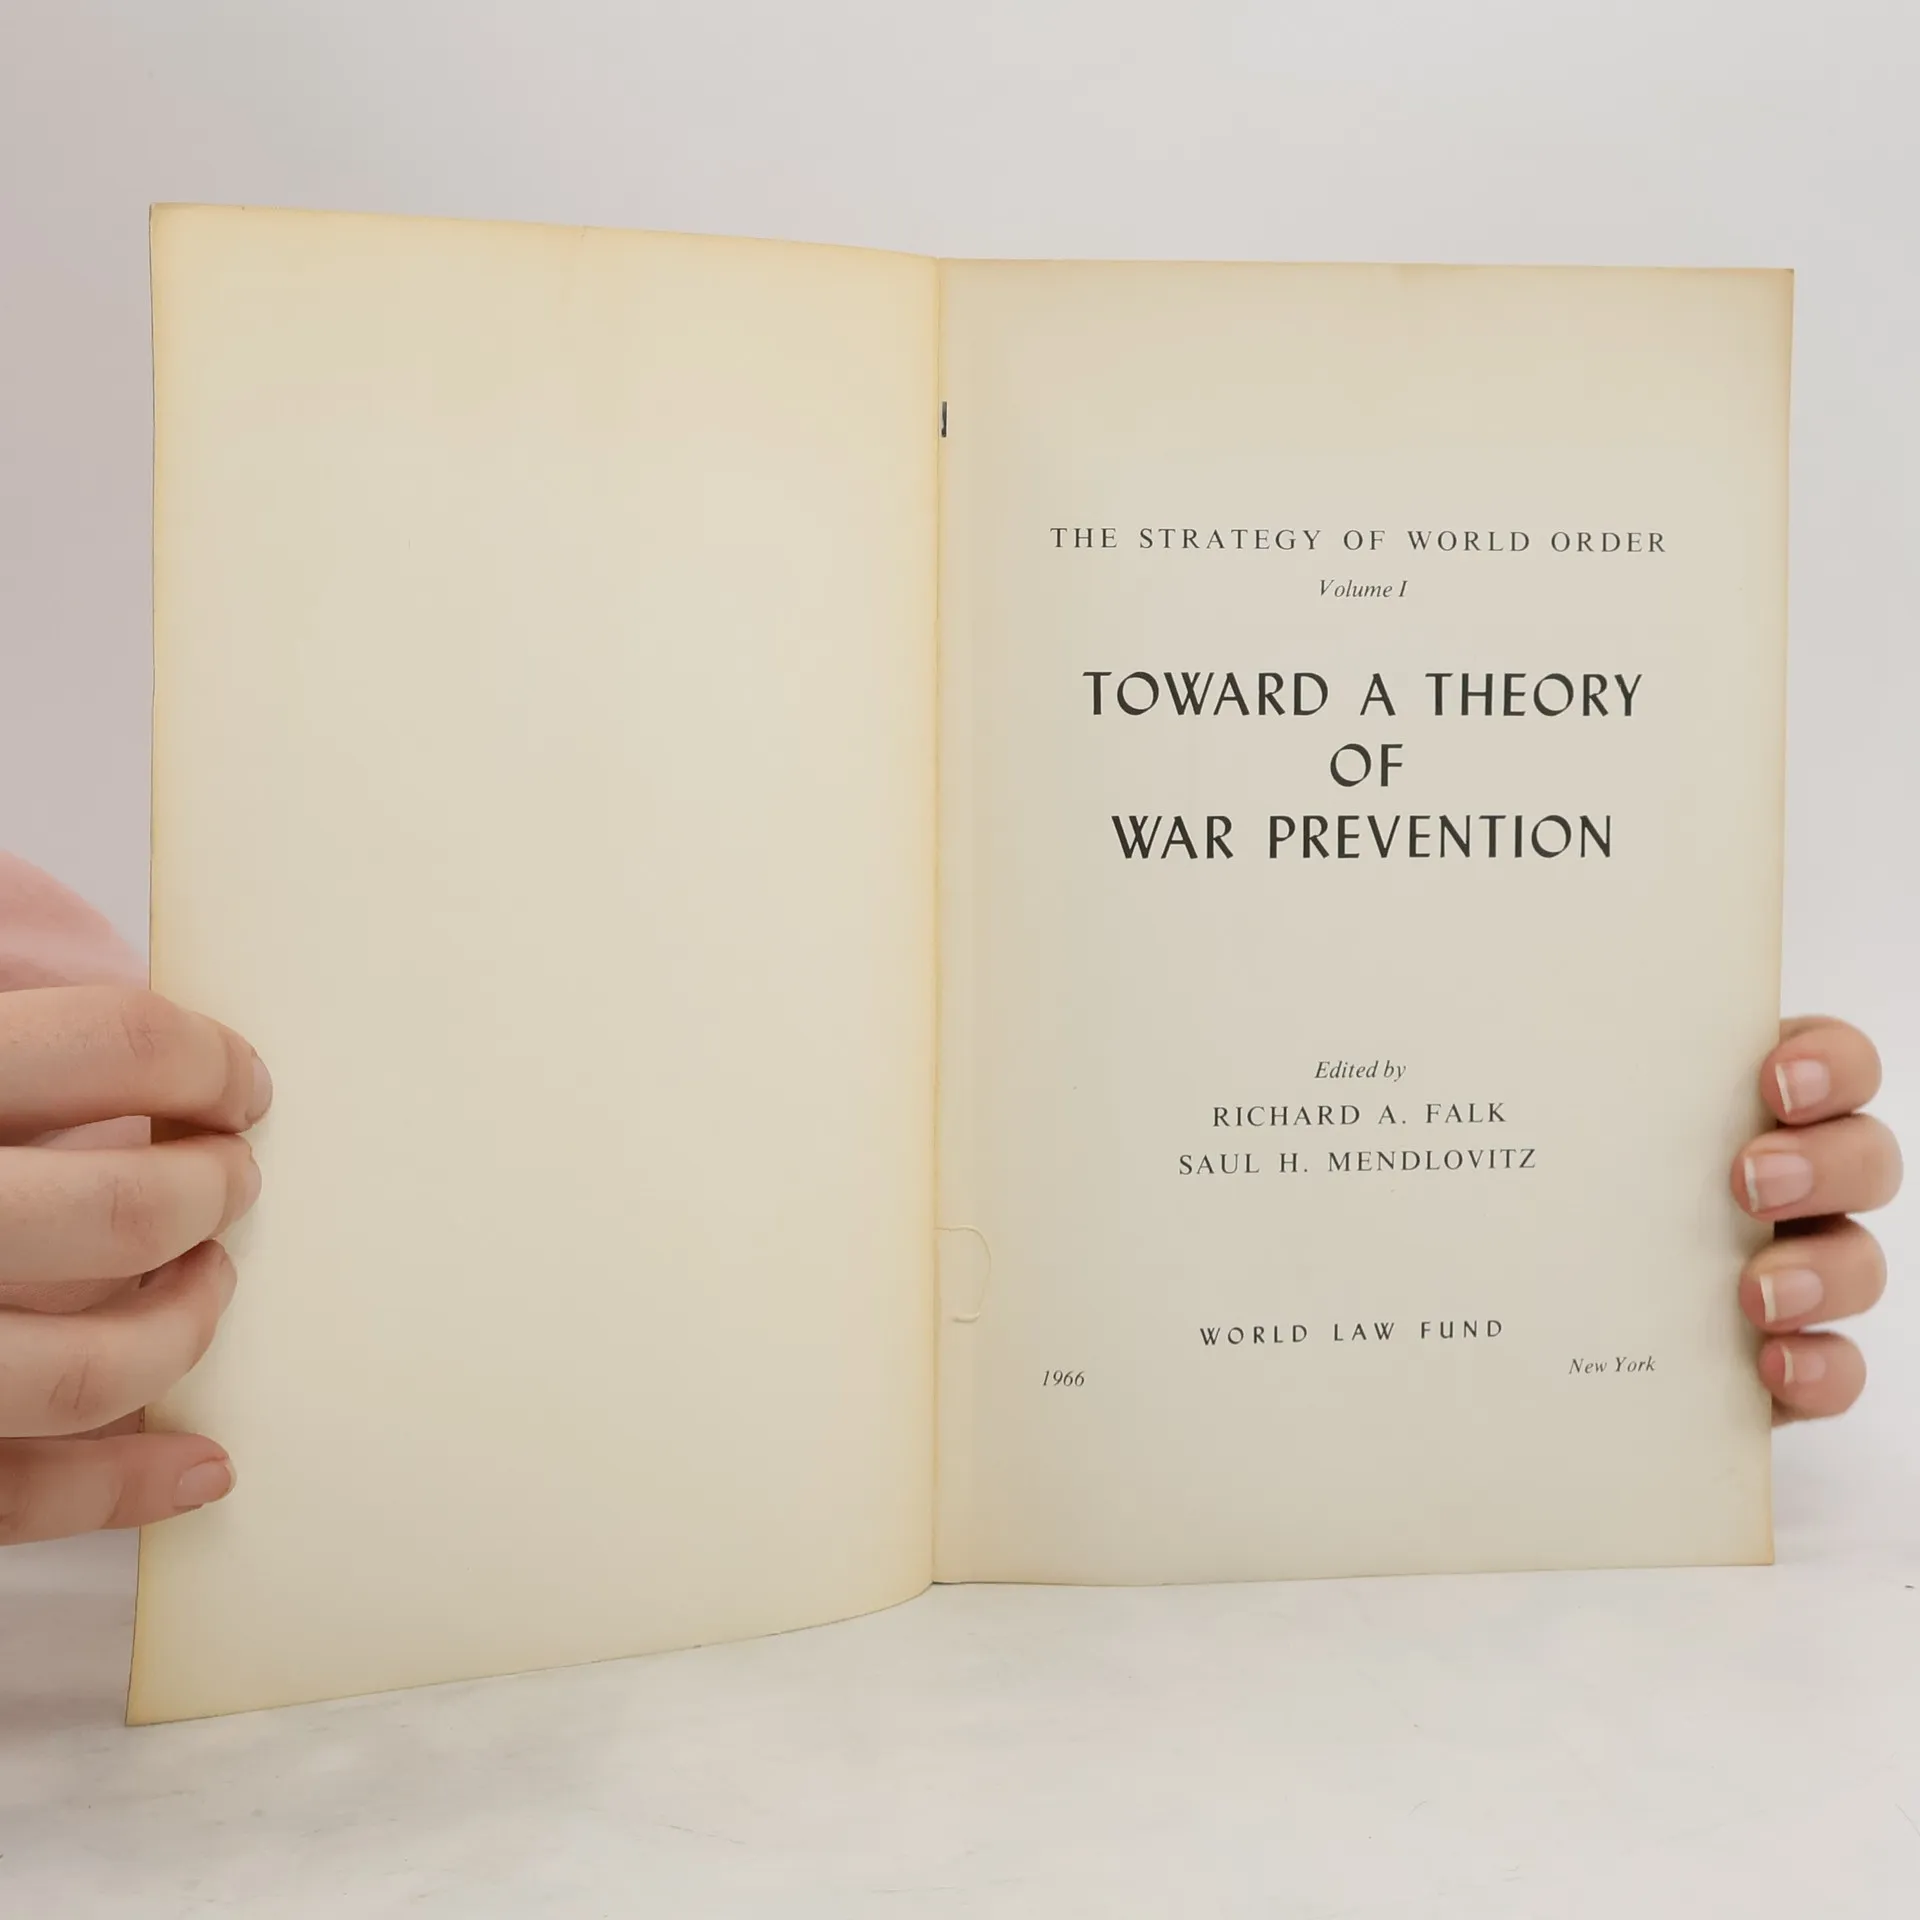 THE STRATEGY OF WORLD ORDER
Volume I
TOWARD A THEORY
OF
WAR PREVENTION
Edited by
RICHARD A. FALK
SAUL H. MENDLOVITZ
WORLD LAW FUND
1966 New York